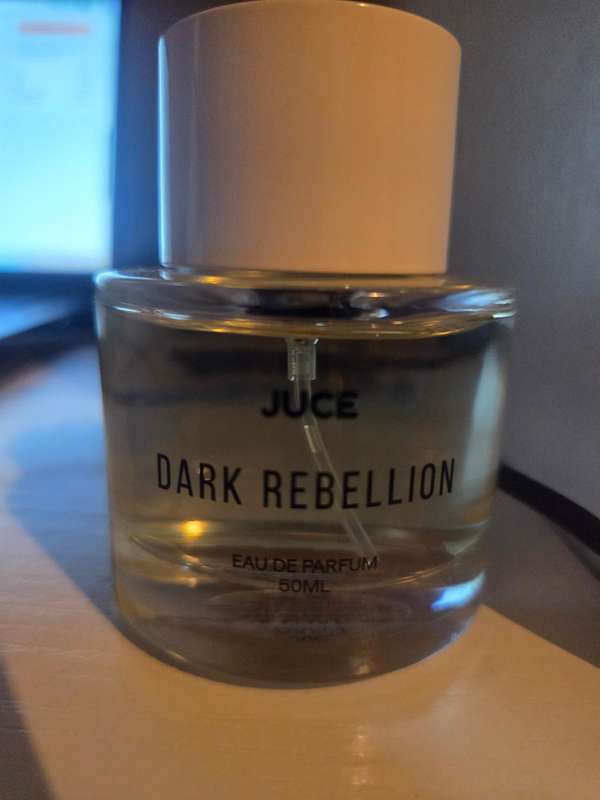 JUCE
DARK REBELLION
EAU DE PARFUM
50ML